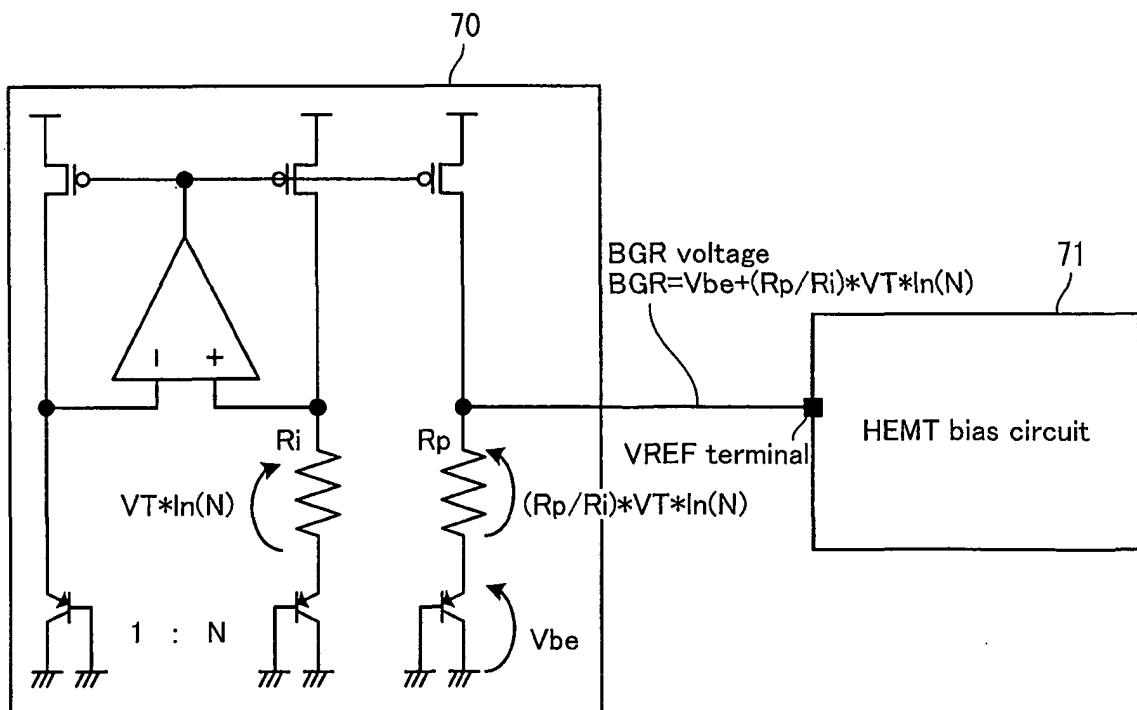 70
BGR voltage
BGR=Vbe+(Rp/Ri)*VT*ln(N)
71
− +
Ri
Rp
VREF terminal
HEMT bias circuit
VT*ln(N)
(Rp/Ri)*VT*ln(N)
1 : N
Vbe